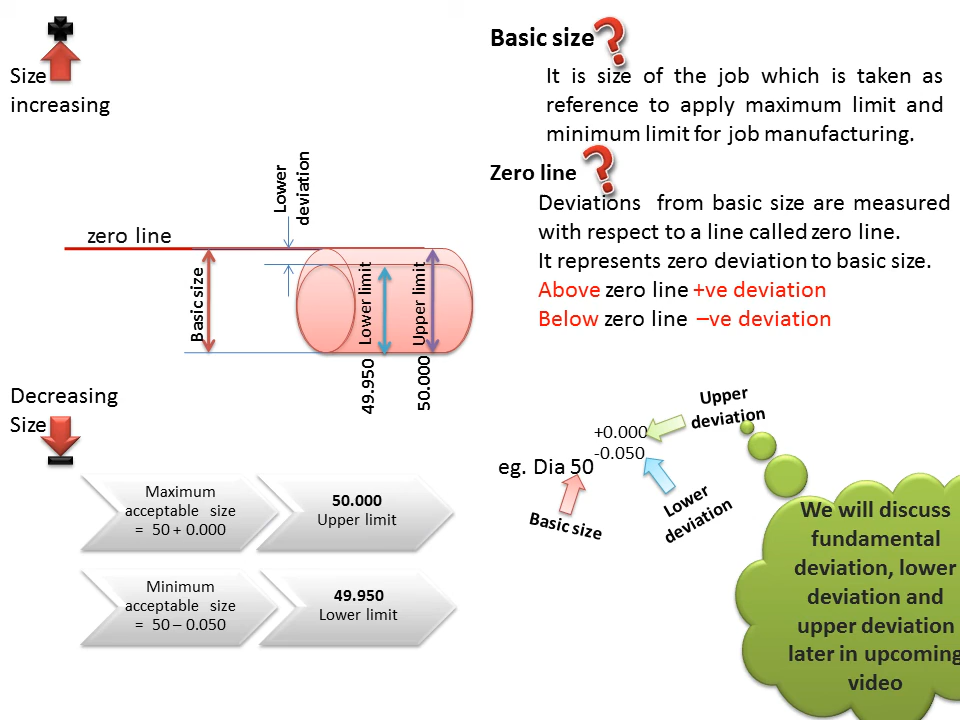 Size
increasing
Basic size
It is size of the job which is taken as
reference to apply maximum limit and
minimum limit for job manufacturing.
Zero line
Deviations from basic size are measured
with respect to a line called zero line.
It represents zero deviation to basic size.
Above zero line +ve deviation
Below zero line –ve deviation
Lower
deviation
zero line
Basic size
49.950 Lower limit
50.000 Upper limit
Decreasing
Size
Maximum
acceptable size
= 50 + 0.000
50.000
Upper limit
Minimum
acceptable size
= 50 – 0.050
49.950
Lower limit
Upper
deviation
+0.000
-0.050
eg. Dia 50
Basic size
Lower
deviation
We will discuss
fundamental
deviation, lower
deviation and
upper deviation
later in upcoming
video